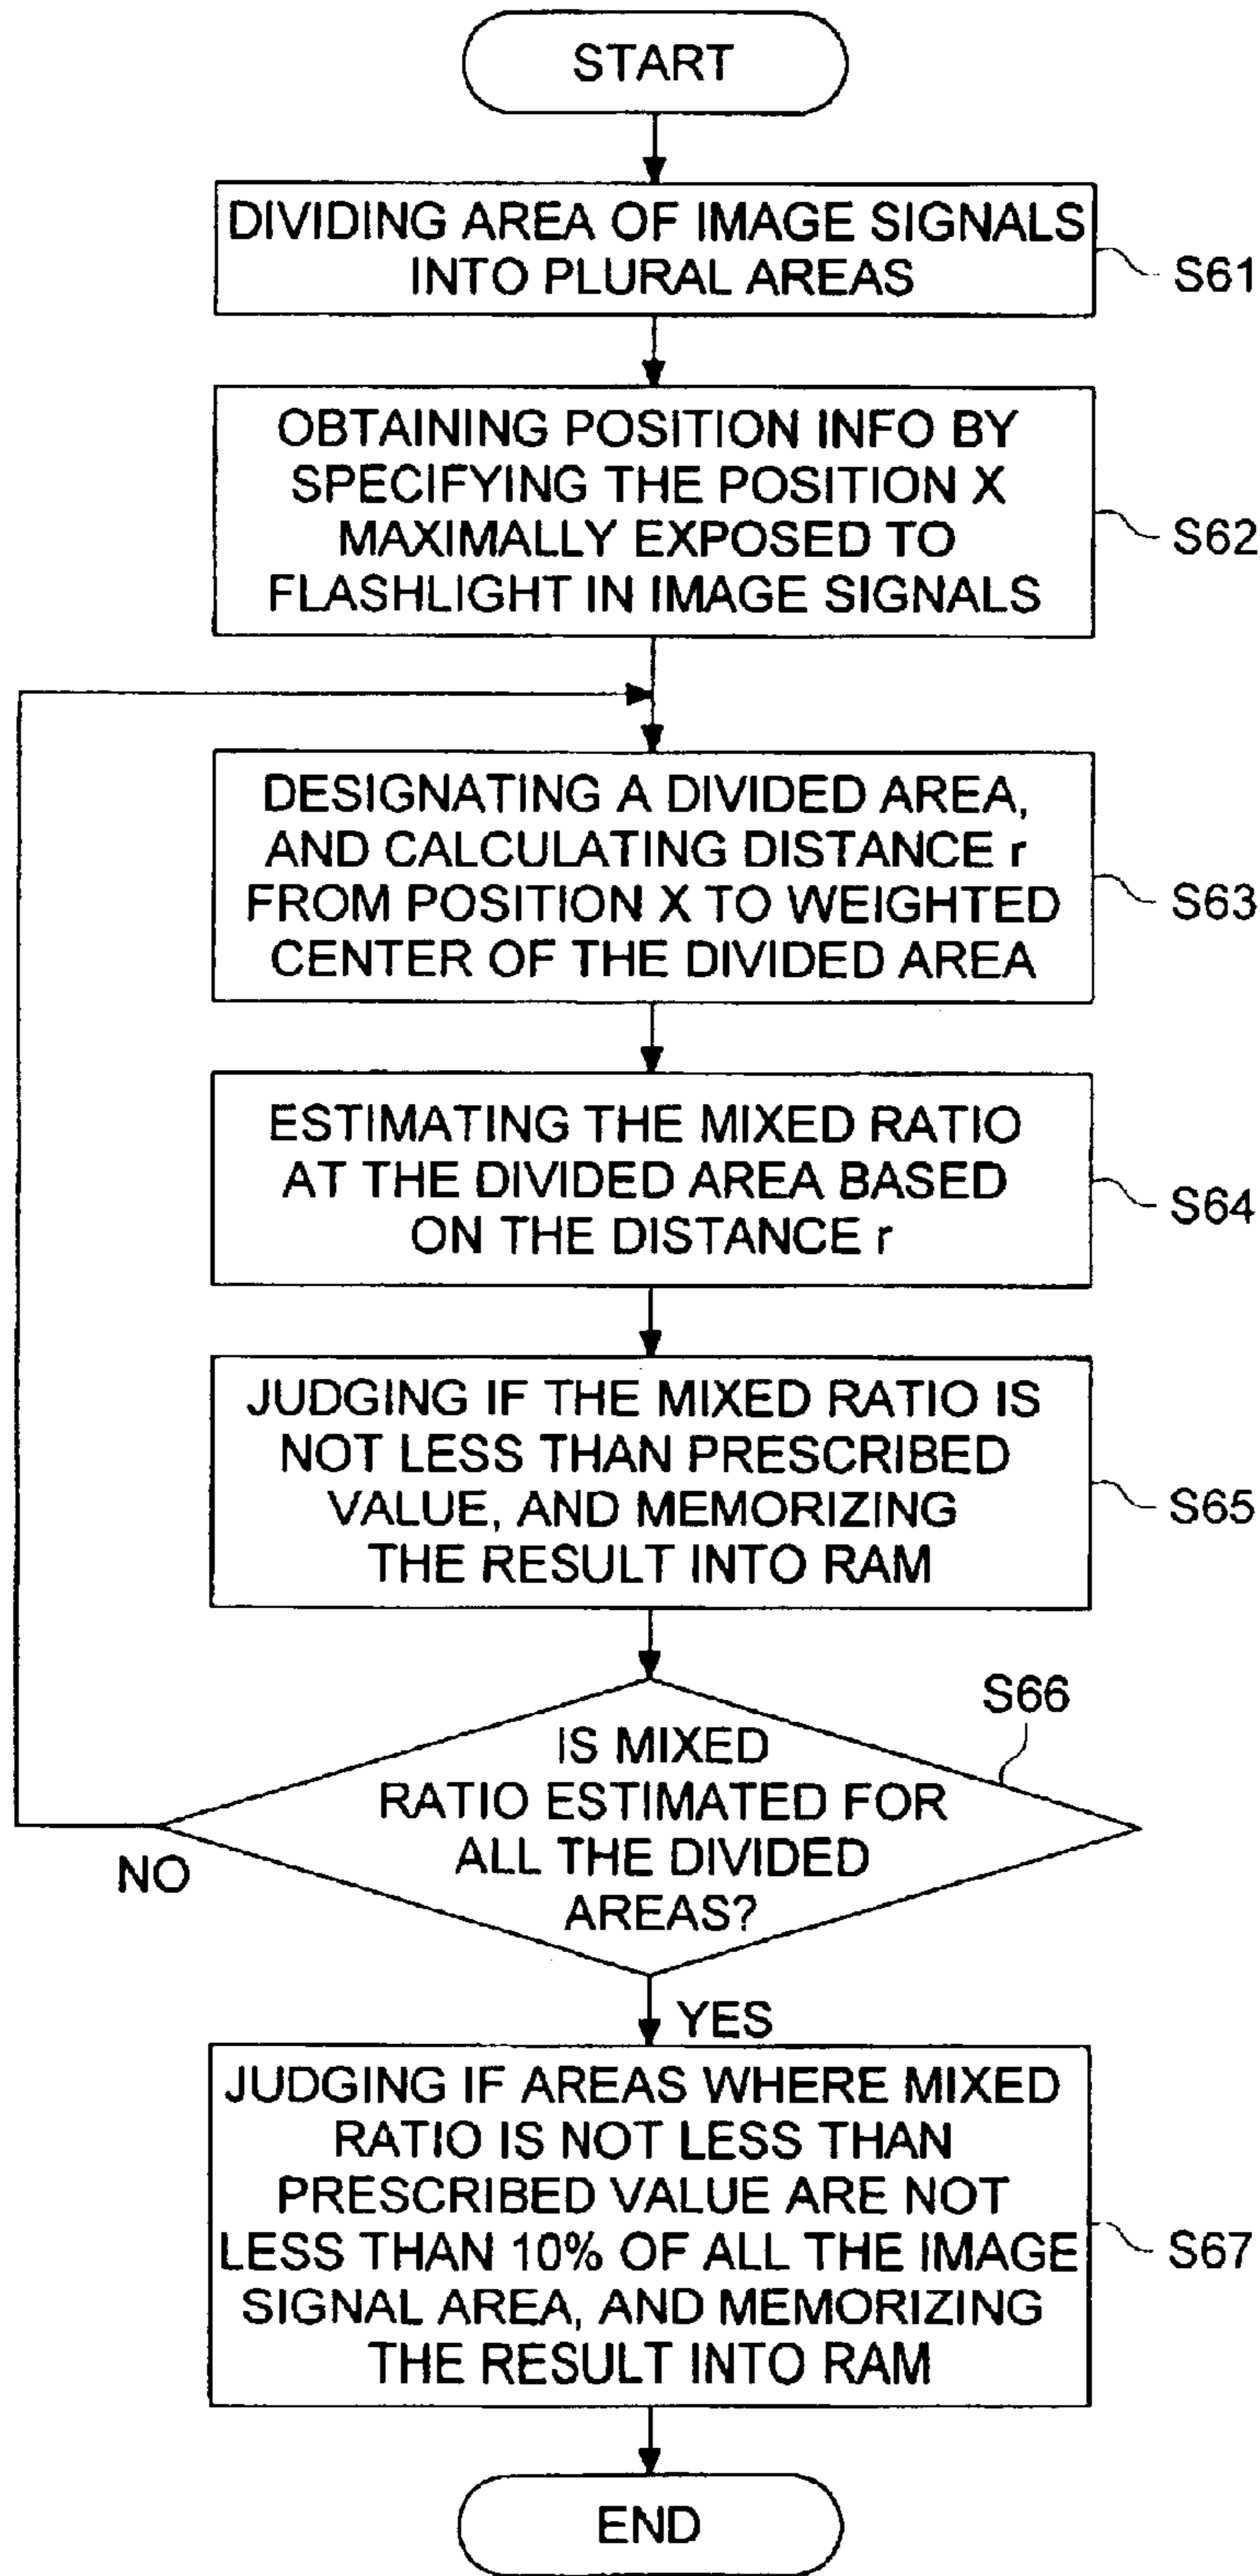 START
DIVIDING AREA OF IMAGE SIGNALS
INTO PLURAL AREAS
S61
OBTAINING POSITION INFO BY
SPECIFYING THE POSITION X
MAXIMALLY EXPOSED TO
FLASHLIGHT IN IMAGE SIGNALS
S62
DESIGNATING A DIVIDED AREA,
AND CALCULATING DISTANCE r
FROM POSITION X TO WEIGHTED
CENTER OF THE DIVIDED AREA
S63
ESTIMATING THE MIXED RATIO
AT THE DIVIDED AREA BASED
ON THE DISTANCE r
S64
JUDGING IF THE MIXED RATIO IS
NOT LESS THAN PRESCRIBED
VALUE, AND MEMORIZING
THE RESULT INTO RAM
S65
S66
IS MIXED
RATIO ESTIMATED FOR
ALL THE DIVIDED
AREAS?
NO
YES
JUDGING IF AREAS WHERE MIXED
RATIO IS NOT LESS THAN
PRESCRIBED VALUE ARE NOT
LESS THAN 10% OF ALL THE IMAGE
SIGNAL AREA, AND MEMORIZING
THE RESULT INTO RAM
S67
END